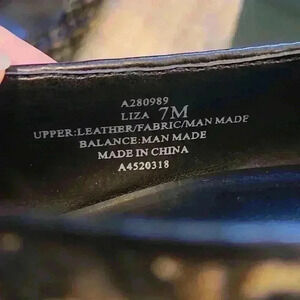 A280989
LIZA 7M
UPPER:LEATHER/FABRIC/MAN MADE
BALANCE:MAN MADE
MADE IN CHINA
A4520318